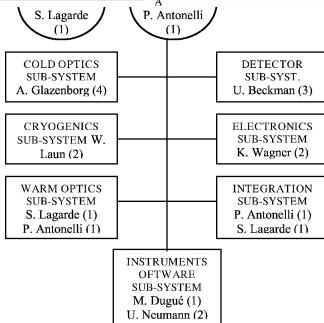 A
S. Lagarde
(1)
P. Antonelli
(1)
COLD OPTICS
SUB-SYSTEM
A. Glazenborg (4)
DETECTOR
SUB-SYST.
U. Beckman (3)
CRYOGENICS
SUB-SYSTEM W.
Laun (2)
ELECTRONICS
SUB-SYSTEM
K. Wagner (2)
WARM OPTICS
SUB-SYSTEM
S. Lagarde (1)
P. Antonelli (1)
INTEGRATION
SUB-SYSTEM
P. Antonelli (1)
S. Lagarde (1)
INSTRUMENTS
OFTWARE
SUB-SYSTEM
M. Dugué (1)
U. Neumann (2)